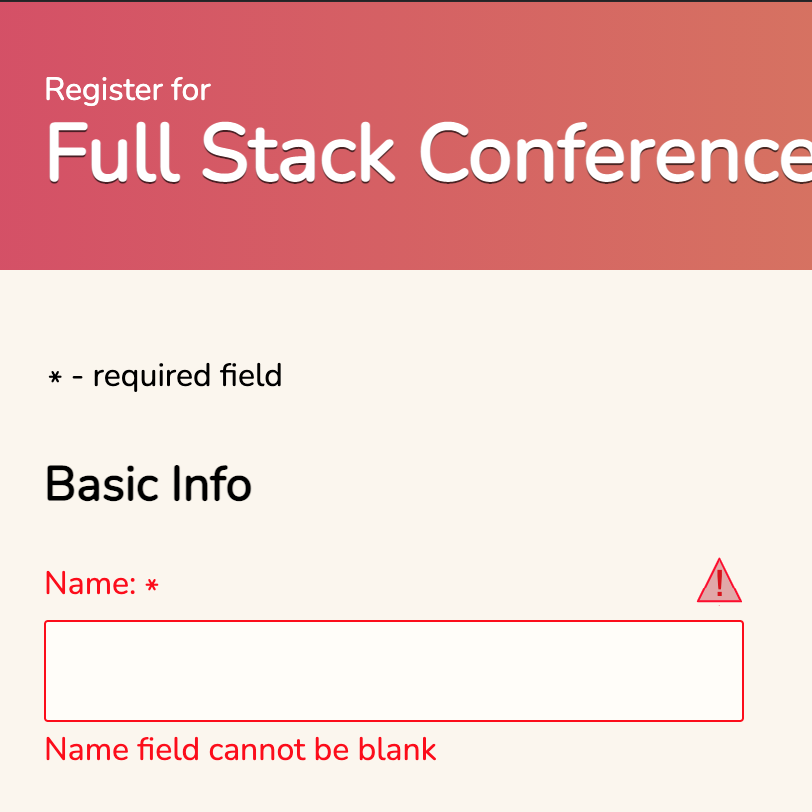 Register for
Full Stack Conference
* - required field
Basic Info
Name: *
!
Name field cannot be blank